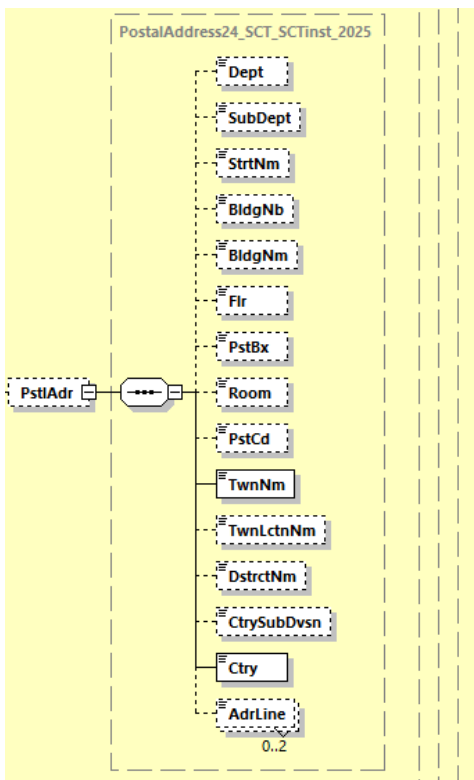 PostalAddress24_SCT_SCTinst_2025
Dept
SubDept
StrtNm
BldgNb
BldgNm
Flr
PstBx
PstlAdr
Room
PstCd
TwnNm
TwnLctnNm
DstrctNm
CtrySubDvsn
Ctry
AdrLine
0..2